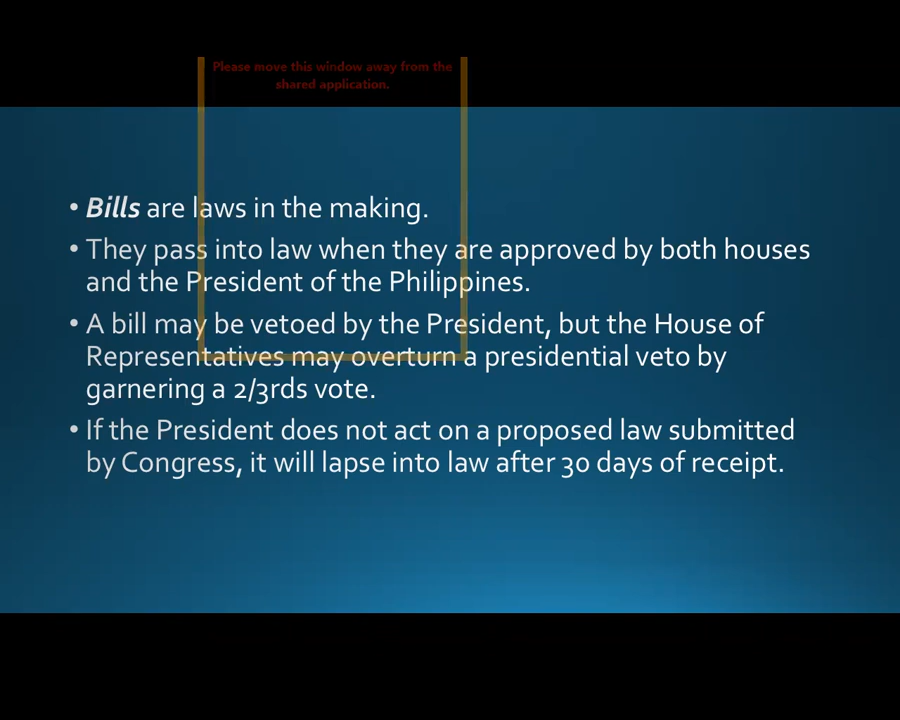 Please move this window away from the
shared application.
• Bills are laws in the making.
• They pass into law when they are approved by both houses
and the President of the Philippines.
• A bill may be vetoed by the President, but the House of
Representatives may overturn a presidential veto by
garnering a 2/3rds vote.
• If the President does not act on a proposed law submitted
by Congress, it will lapse into law after 30 days of receipt.